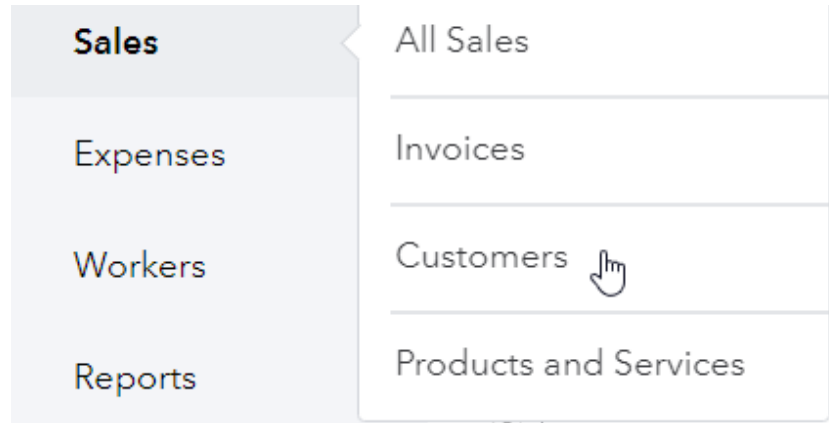 Sales
Expenses
Workers
Reports
All Sales
Invoices
Customers
Products and Services